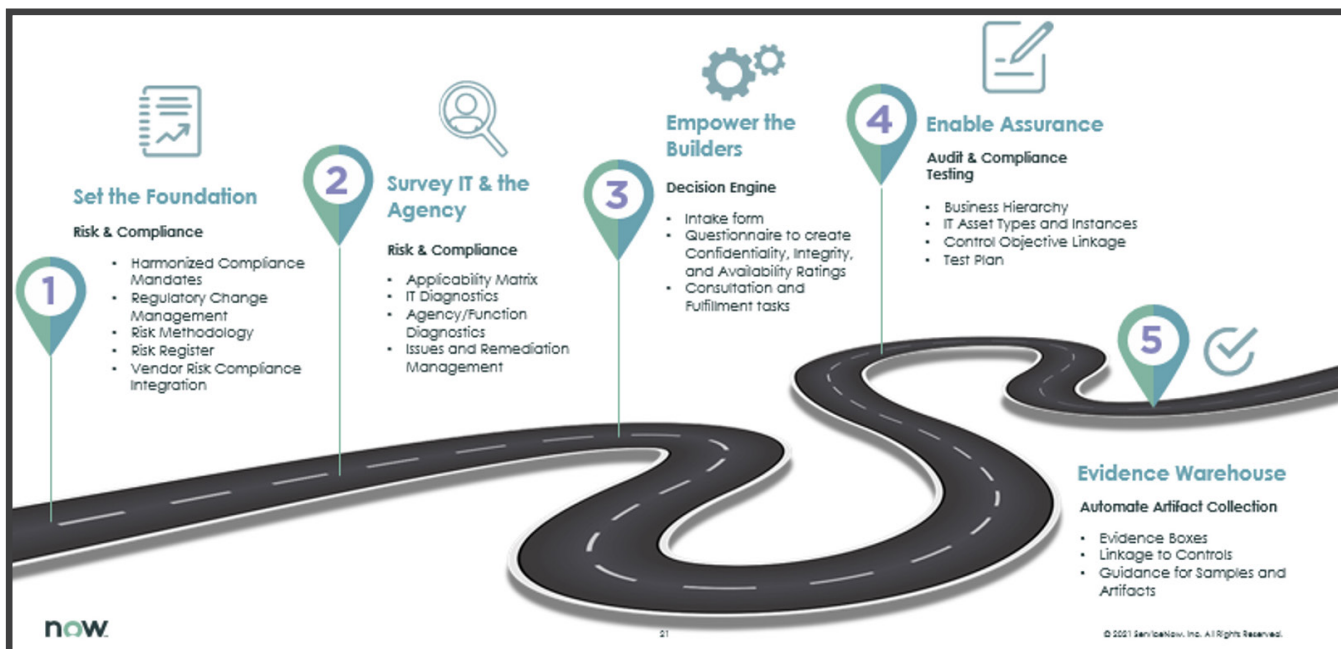 1
Set the Foundation
Risk & Compliance
• Harmonized Compliance
Mandates
• Regulatory Change
Management
• Risk Methodology
• Risk Register
• Vendor Risk Compliance
Integration
2
Survey IT & the
Agency
Risk & Compliance
• Applicability Matrix
• IT Diagnostics
• Agency/Function
Diagnostics
• Issues and Remediation
Management
3
Empower the
Builders
Decision Engine
• Intake form
• Questionnaire to create
Confidentiality, Integrity,
and Availability Ratings
• Consultation and
Fulfillment tasks
4
Enable Assurance
Audit & Compliance
Testing
• Business Hierarchy
• IT Asset Types and Instances
• Control Objective Linkage
• Test Plan
5
Evidence Warehouse
Automate Artifact Collection
• Evidence Boxes
• Linkage to Controls
• Guidance for Samples and
Artifacts
now
21
© 2021 ServiceNow, Inc. All Rights Reserved.